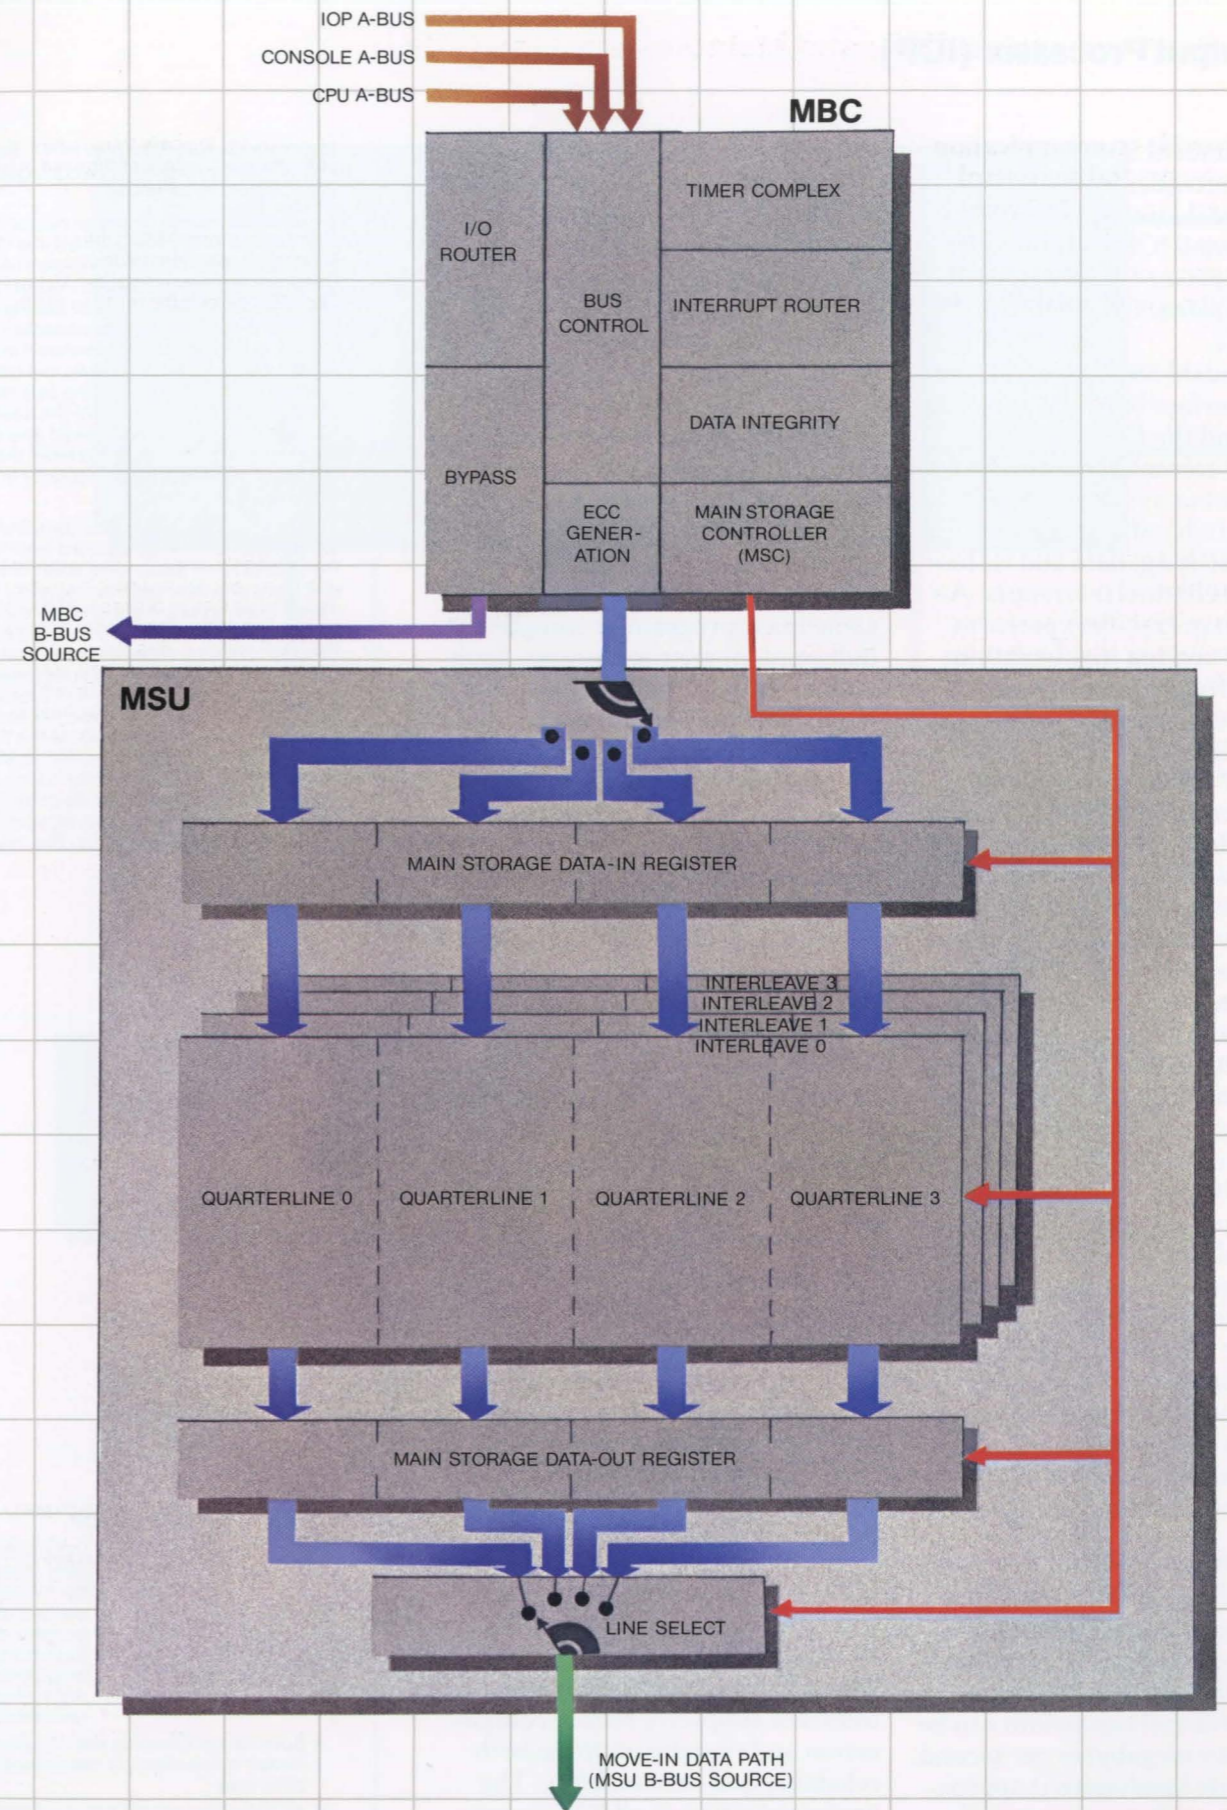 IOP A-BUS
CONSOLE A-BUS
CPU A-BUS
MBC
I/O
ROUTER
BUS
CONTROL
TIMER COMPLEX
INTERRUPT ROUTER
DATA INTEGRITY
BYPASS
ECC
GENER-
ATION
MAIN STORAGE
CONTROLLER
(MSC)
MBC
B-BUS
SOURCE
MSU
MAIN STORAGE DATA-IN REGISTER
INTERLEAVE 3
INTERLEAVE 2
INTERLEAVE 1
INTERLEAVE 0
QUARTERLINE 0
QUARTERLINE 1
QUARTERLINE 2
QUARTERLINE 3
MAIN STORAGE DATA-OUT REGISTER
LINE SELECT
MOVE-IN DATA PATH
(MSU B-BUS SOURCE)